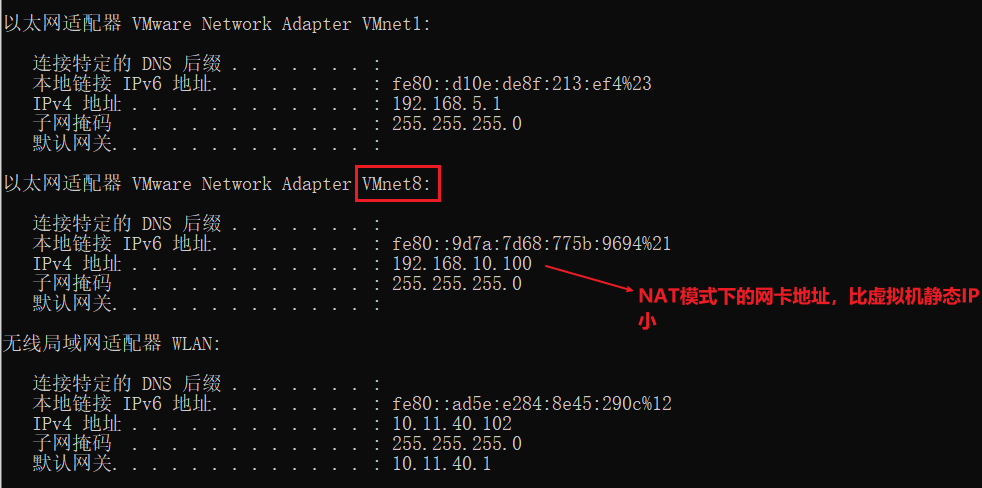 以太网适配器 VMware Network Adapter VMnet1:
连接特定的 DNS 后缀 . . . . . . . :
本地链接 IPv6 地址. . . . . . . . : fe80::d10e:de8f:213:ef4%23
IPv4 地址 . . . . . . . . . . . . : 192.168.5.1
子网掩码 . . . . . . . . . . . . : 255.255.255.0
默认网关. . . . . . . . . . . . . :
以太网适配器 VMware Network Adapter VMnet8:
连接特定的 DNS 后缀 . . . . . . . :
本地链接 IPv6 地址. . . . . . . . : fe80::9d7a:7d68:775b:9694%21
IPv4 地址 . . . . . . . . . . . . : 192.168.10.100
子网掩码 . . . . . . . . . . . . : 255.255.255.0
默认网关. . . . . . . . . . . . . :
NAT模式下的网卡地址，比虚拟机静态IP
小
无线局域网适配器 WLAN:
连接特定的 DNS 后缀 . . . . . . . :
本地链接 IPv6 地址. . . . . . . . : fe80::ad5e:e284:8e45:290c%12
IPv4 地址 . . . . . . . . . . . . : 10.11.40.102
子网掩码 . . . . . . . . . . . . : 255.255.255.0
默认网关. . . . . . . . . . . . . : 10.11.40.1